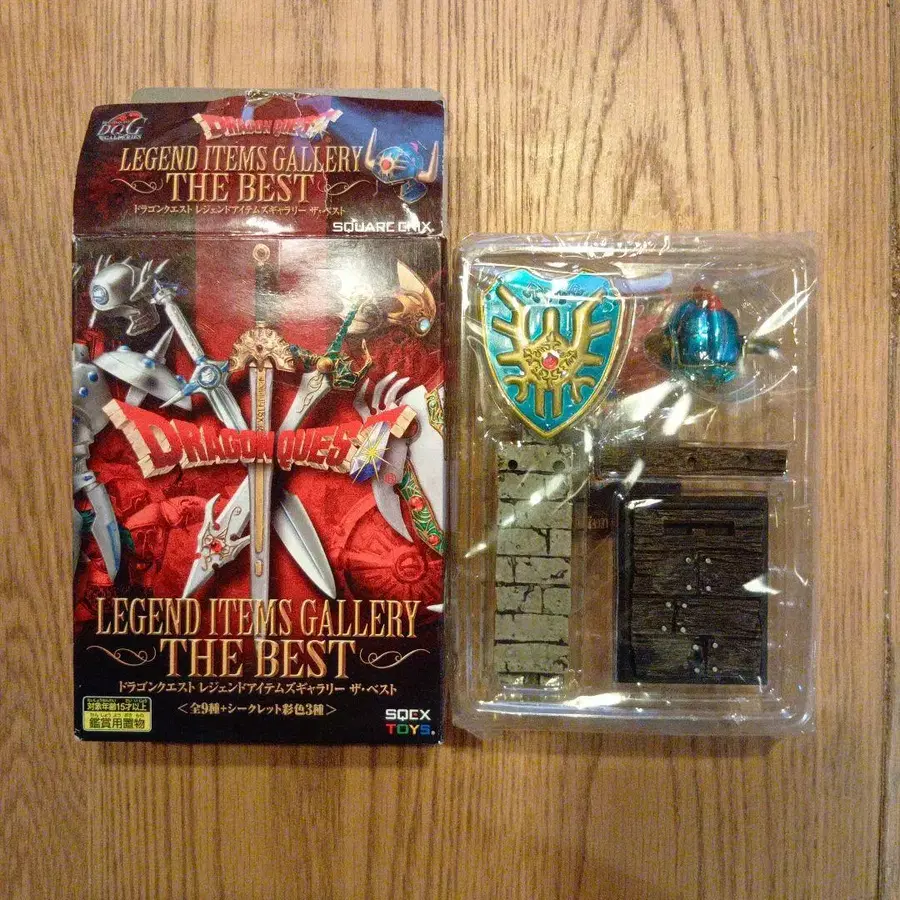 DRAGON QUEST
LEGEND ITEMS GALLERY
THE BEST
ドラゴンクエスト レジェンドアイテムズギャラリー ザ・ベスト
SQUARE ENIX
DRAGON QUEST
LEGEND ITEMS GALLERY
THE BEST
ドラゴンクエスト レジェンドアイテムズギャラリー ザ・ベスト
<全9種+シークレット彩色3種>
対象年齢15才以上
鑑賞用置物
SQEX
TOYS